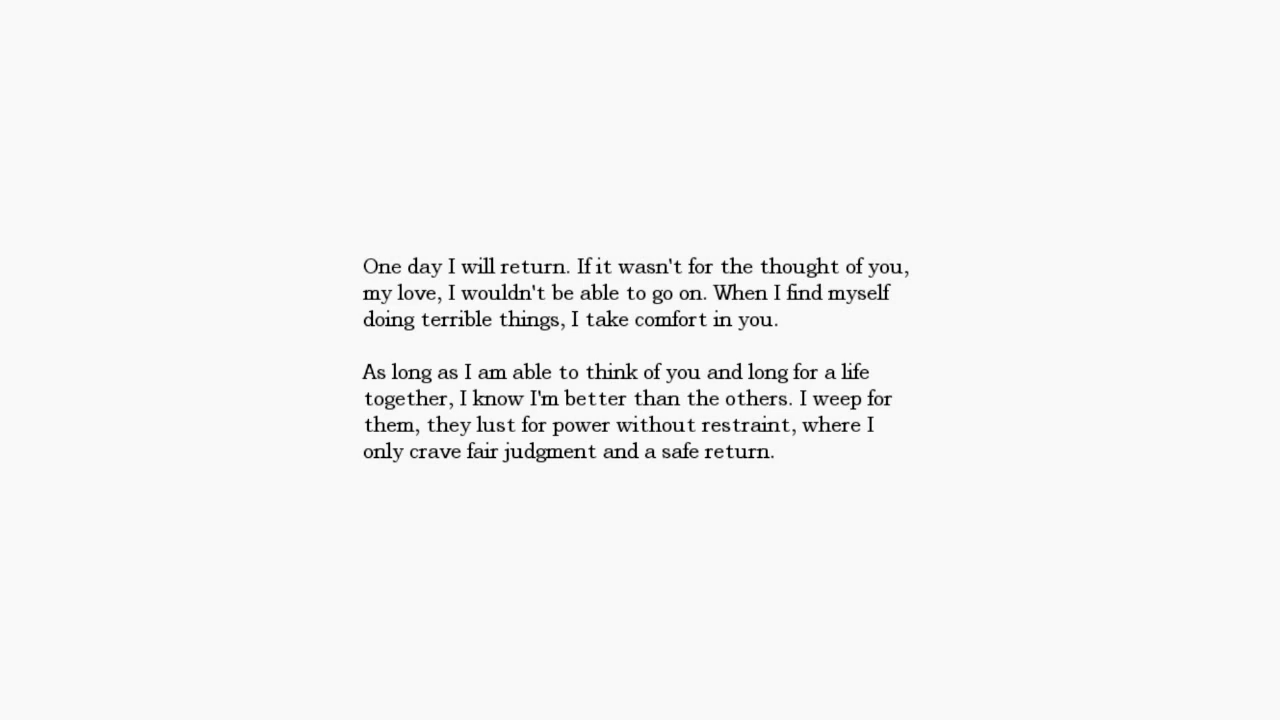 One day I will return. If it wasn't for the thought of you,
my love, I wouldn't be able to go on. When I find myself
doing terrible things, I take comfort in you.
As long as I am able to think of you and long for a life
together, I know I'm better than the others. I weep for
them, they lust for power without restraint, where I
only crave fair judgment and a safe return.